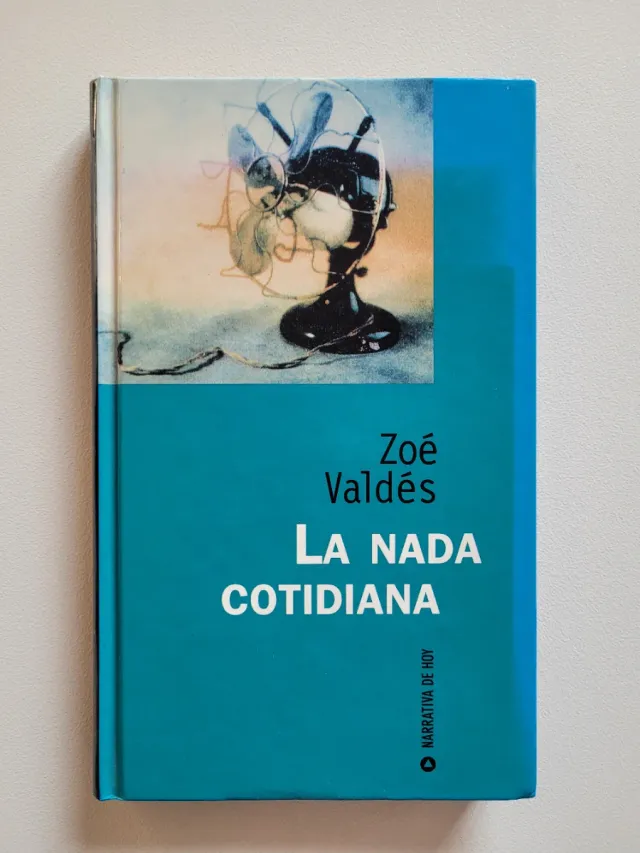 Zoé
Valdés
LA NADA
COTIDIANA
NARRATIVA DE HOY